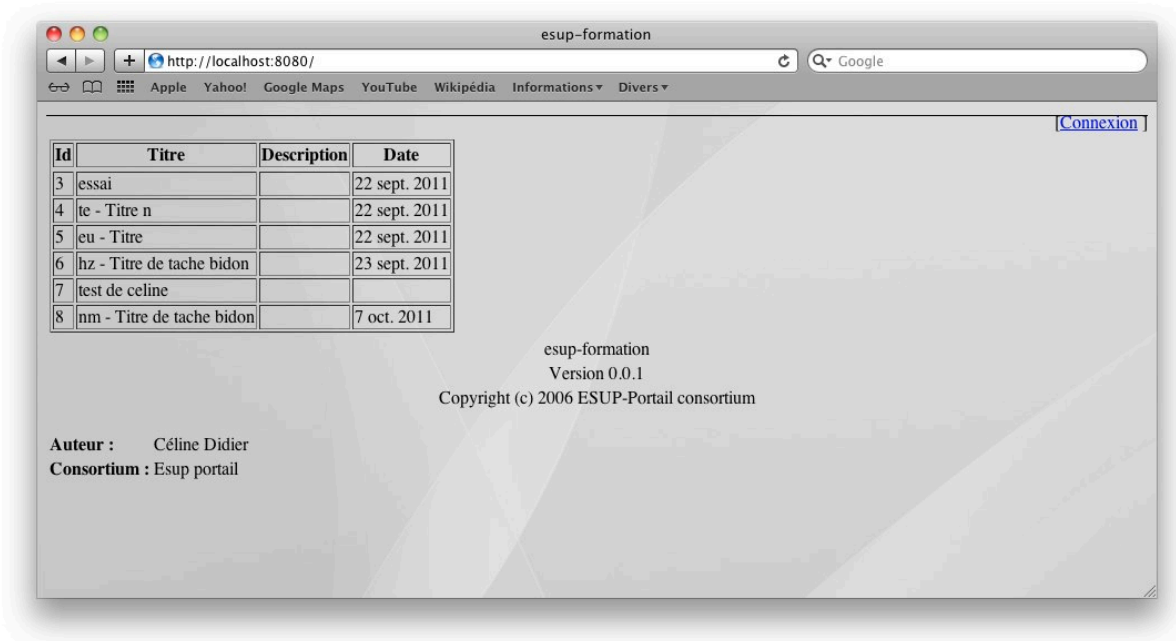 esup-formation
http://localhost:8080/
Google
Apple Yahoo! Google Maps YouTube Wikipédia Informations Divers
[Connexion ]
Id Titre Description Date
3 essai 22 sept. 2011
4 te - Titre n 22 sept. 2011
5 eu - Titre 22 sept. 2011
6 hz - Titre de tache bidon 23 sept. 2011
7 test de celine
8 nm - Titre de tache bidon 7 oct. 2011
esup-formation
Version 0.0.1
Copyright (c) 2006 ESUP-Portail consortium
Auteur : Céline Didier
Consortium : Esup portail